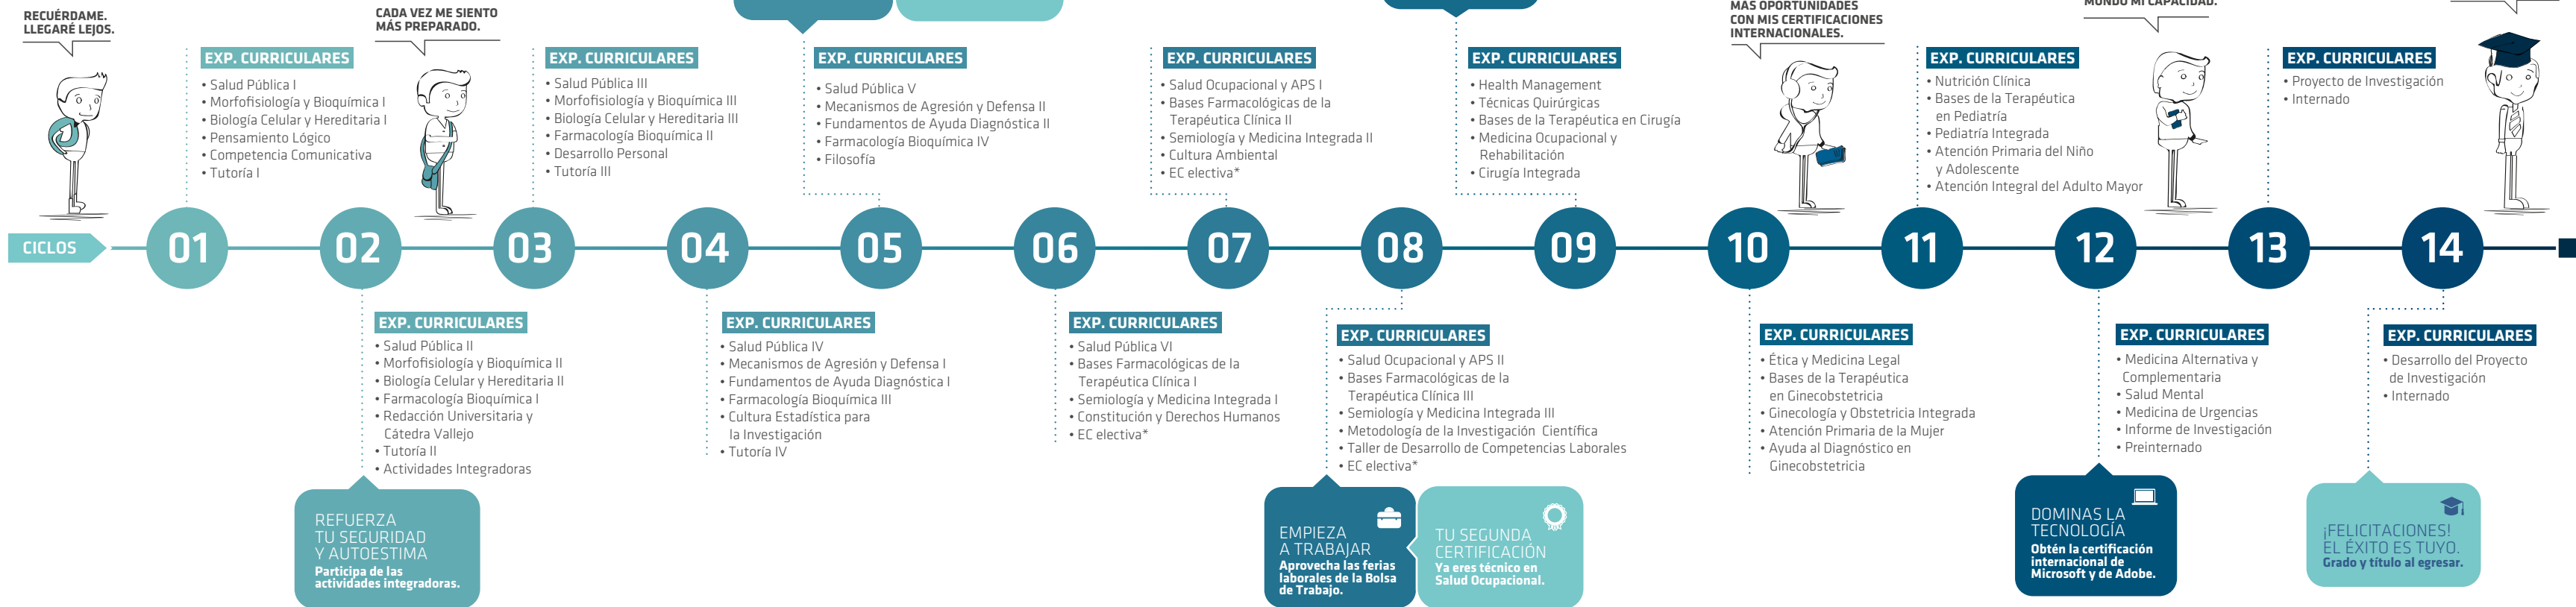 RECUÉRDAME.
LLEGARÉ LEJOS.
CADA VEZ ME SIENTO
MÁS PREPARADO.
MÁS OPORTUNIDADES
CON MIS CERTIFICACIONES
INTERNACIONALES.
MUNDO MI CAPACIDAD.
EXP. CURRICULARES
• Salud Pública I
• Morfofisiología y Bioquímica I
• Biología Celular y Hereditaria I
• Pensamiento Lógico
• Competencia Comunicativa
• Tutoría I
EXP. CURRICULARES
• Salud Pública III
• Morfofisiología y Bioquímica III
• Biología Celular y Hereditaria III
• Farmacología Bioquímica II
• Desarrollo Personal
• Tutoría III
EXP. CURRICULARES
• Salud Pública V
• Mecanismos de Agresión y Defensa II
• Fundamentos de Ayuda Diagnóstica II
• Farmacología Bioquímica IV
• Filosofía
EXP. CURRICULARES
• Salud Ocupacional y APS I
• Bases Farmacológicas de la
Terapéutica Clínica II
• Semiología y Medicina Integrada II
• Cultura Ambiental
• EC electiva*
EXP. CURRICULARES
• Health Management
• Técnicas Quirúrgicas
• Bases de la Terapéutica en Cirugía
• Medicina Ocupacional y
Rehabilitación
• Cirugía Integrada
EXP. CURRICULARES
• Nutrición Clínica
• Bases de la Terapéutica
en Pediatría
• Pediatría Integrada
• Atención Primaria del Niño
y Adolescente
• Atención Integral del Adulto Mayor
EXP. CURRICULARES
• Proyecto de Investigación
• Internado
CICLOS
01
02
03
04
05
06
07
08
09
10
11
12
13
14
EXP. CURRICULARES
• Salud Pública II
• Morfofisiología y Bioquímica II
• Biología Celular y Hereditaria II
• Farmacología Bioquímica I
• Redacción Universitaria y
Cátedra Vallejo
• Tutoría II
• Actividades Integradoras
REFUERZA
TU SEGURIDAD
Y AUTOESTIMA
Participa de las
actividades integradoras.
EXP. CURRICULARES
• Salud Pública IV
• Mecanismos de Agresión y Defensa I
• Fundamentos de Ayuda Diagnóstica I
• Farmacología Bioquímica III
• Cultura Estadística para
la Investigación
• Tutoría IV
EXP. CURRICULARES
• Salud Pública VI
• Bases Farmacológicas de la
Terapéutica Clínica I
• Semiología y Medicina Integrada I
• Constitución y Derechos Humanos
• EC electiva*
EXP. CURRICULARES
• Salud Ocupacional y APS II
• Bases Farmacológicas de la
Terapéutica Clínica III
• Semiología y Medicina Integrada III
• Metodología de la Investigación Científica
• Taller de Desarrollo de Competencias Laborales
• EC electiva*
EMPIEZA
A TRABAJAR
Aprovecha las ferias
laborales de la Bolsa
de Trabajo.
TU SEGUNDA
CERTIFICACIÓN
Ya eres técnico en
Salud Ocupacional.
EXP. CURRICULARES
• Ética y Medicina Legal
• Bases de la Terapéutica
en Ginecobstetricia
• Ginecología y Obstetricia Integrada
• Atención Primaria de la Mujer
• Ayuda al Diagnóstico en
Ginecobstetricia
EXP. CURRICULARES
• Medicina Alternativa y
Complementaria
• Salud Mental
• Medicina de Urgencias
• Informe de Investigación
• Preinternado
DOMINAS LA
TECNOLOGÍA
Obtén la certificación
internacional de
Microsoft y de Adobe.
EXP. CURRICULARES
• Desarrollo del Proyecto
de Investigación
• Internado
¡FELICITACIONES!
EL ÉXITO ES TUYO.
Grado y título al egresar.